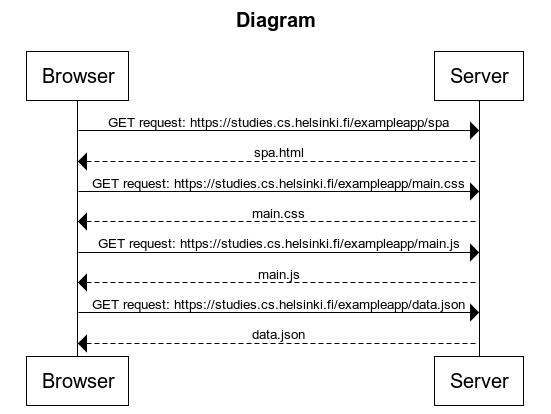 Diagram
Browser
Server
GET request: https://studies.cs.helsinki.fi/exampleapp/spa
spa.html
GET request: https://studies.cs.helsinki.fi/exampleapp/main.css
main.css
GET request: https://studies.cs.helsinki.fi/exampleapp/main.js
main.js
GET request: https://studies.cs.helsinki.fi/exampleapp/data.json
data.json
Browser
Server